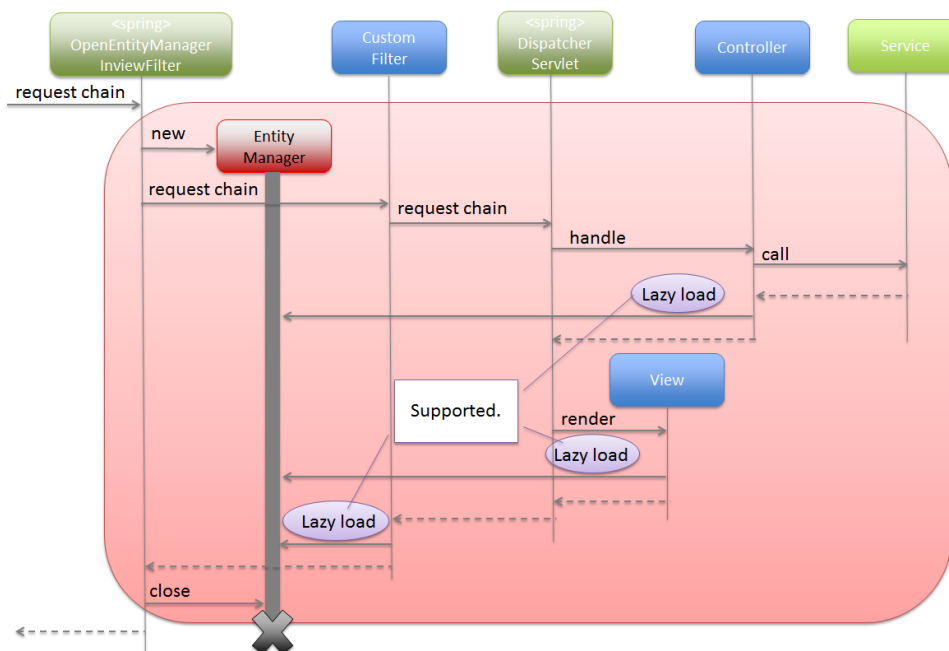 <spring>
OpenEntityManager
InviewFilter
Custom
Filter
<spring>
Dispatcher
Servlet
Controller
Service
request chain
new
Entity
Manager
request chain
request chain
handle
call
Lazy load
View
Supported.
render
Lazy load
Lazy load
close